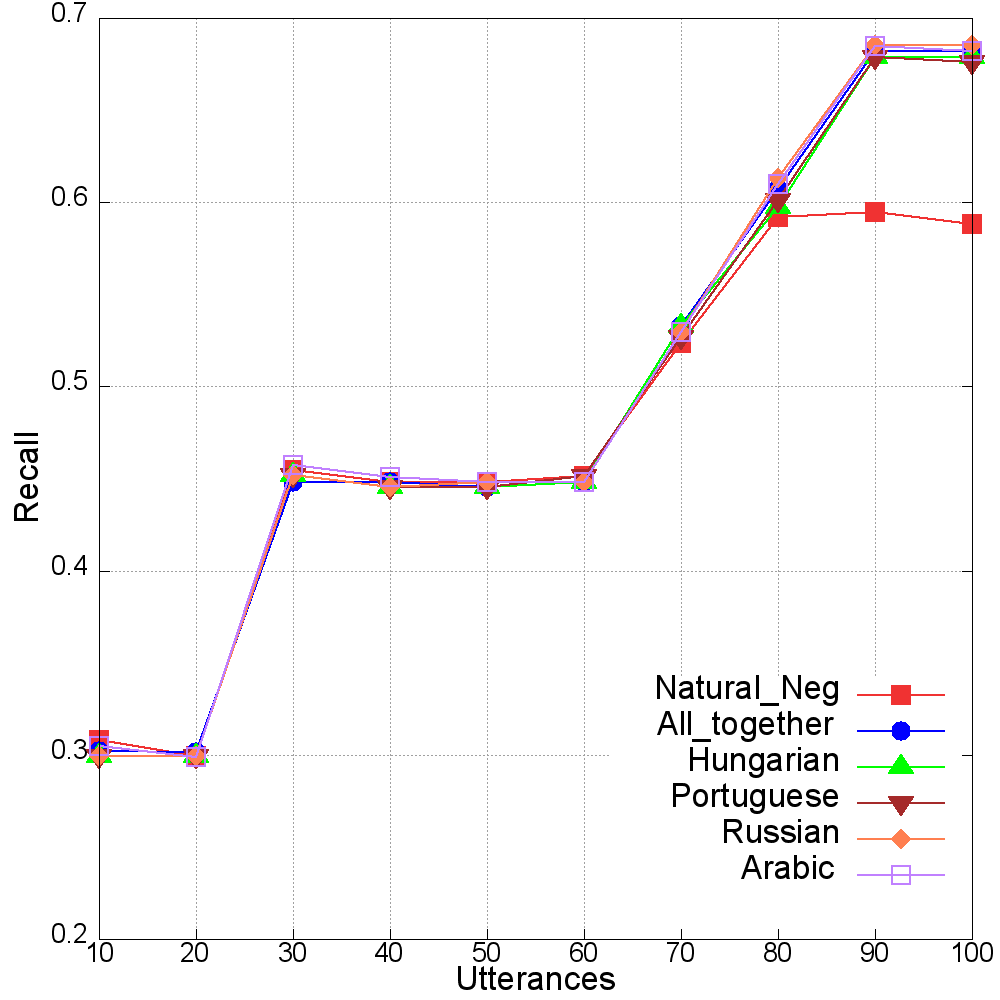 0.7
0.6
0.5
0.4
0.3
0.2
Recall
10 20 30 40 50 60 70 80 90 100
Utterances
Natural_Neg
All_together
Hungarian
Portuguese
Russian
Arabic